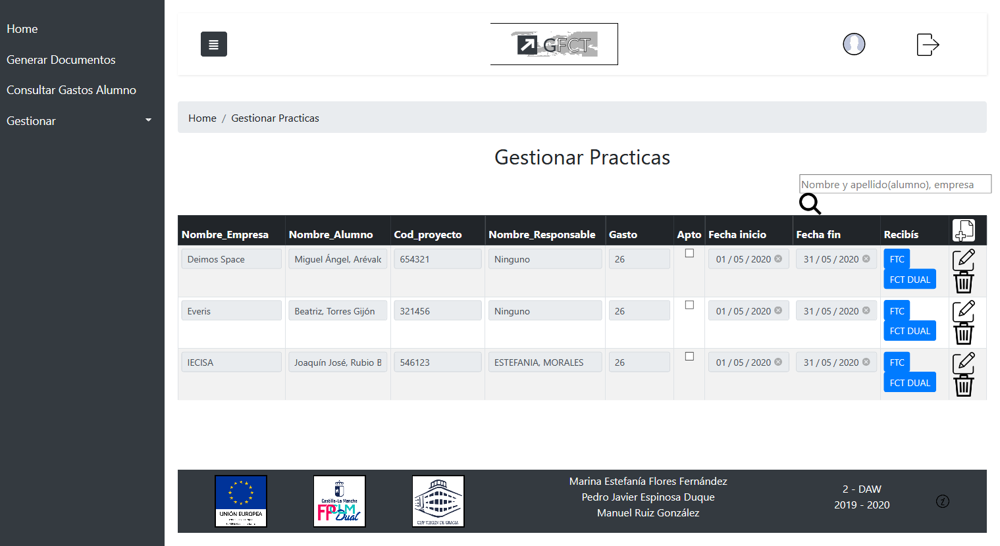 Home
Generar Documentos
Consultar Gastos Alumno
Gestionar
GFCT
Home / Gestionar Practicas
Gestionar Practicas
Nombre y apellido(alumno), empresa
Nombre_Empresa Nombre_Alumno Cod_proyecto Nombre_Responsable Gasto Apto Fecha inicio Fecha fin Recibís
Deimos Space Miguel Ángel, Aréval 654321 Ninguno 26 01 / 05 / 2020 31 / 05 / 2020 FTC
FCT DUAL
Everis Beatriz, Torres Gijón 321456 Ninguno 26 01 / 05 / 2020 31 / 05 / 2020 FTC
FCT DUAL
IECISA Joaquín José, Rubio B 546123 ESTEFANIA, MORALES 26 01 / 05 / 2020 31 / 05 / 2020 FTC
FCT DUAL
UNIÓN EUROPEA
Castilla-La Mancha
FPCLM
Dual
CIFP VIRGEN DE GRACIA
Marina Estefanía Flores Fernández
Pedro Javier Espinosa Duque
Manuel Ruiz González
2 - DAW
2019 - 2020